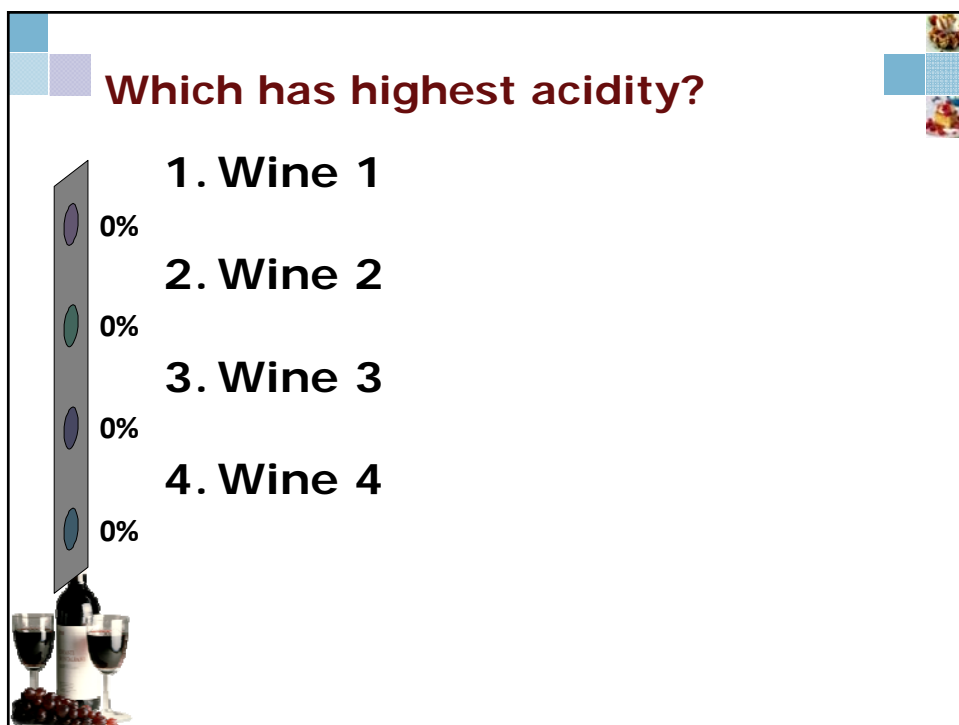 Which has highest acidity?
1. Wine 1
0%
2. Wine 2
0%
3. Wine 3
0%
4. Wine 4
0%